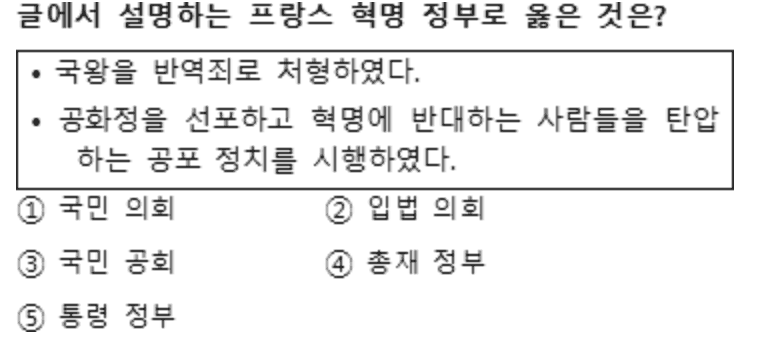 글에서 설명하는 프랑스 혁명 정부로 옳은 것은?
• 국왕을 반역죄로 처형하였다.
• 공화정을 선포하고 혁명에 반대하는 사람들을 탄압
하는 공포 정치를 시행하였다.
① 국민 의회 ② 입법 의회
③ 국민 공회 ④ 총재 정부
⑤ 통령 정부